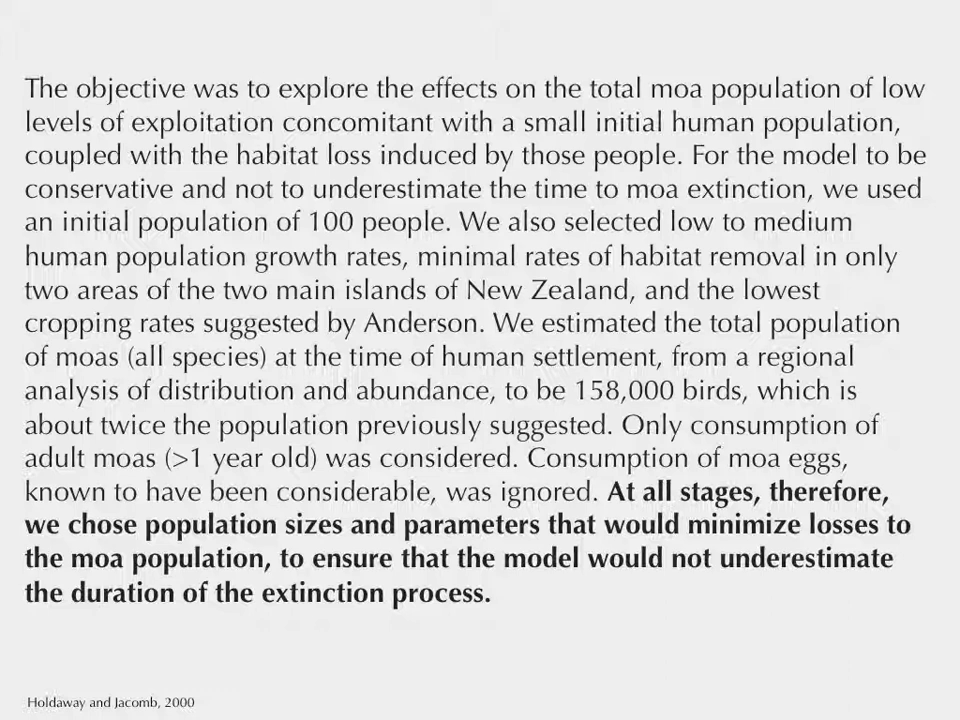 The objective was to explore the effects on the total moa population of low
levels of exploitation concomitant with a small initial human population,
coupled with the habitat loss induced by those people. For the model to be
conservative and not to underestimate the time to moa extinction, we used
an initial population of 100 people. We also selected low to medium
human population growth rates, minimal rates of habitat removal in only
two areas of the two main islands of New Zealand, and the lowest
cropping rates suggested by Anderson. We estimated the total population
of moas (all species) at the time of human settlement, from a regional
analysis of distribution and abundance, to be 158,000 birds, which is
about twice the population previously suggested. Only consumption of
adult moas (>1 year old) was considered. Consumption of moa eggs,
known to have been considerable, was ignored. At all stages, therefore,
we chose population sizes and parameters that would minimize losses to
the moa population, to ensure that the model would not underestimate
the duration of the extinction process.
Holdaway and Jacomb, 2000